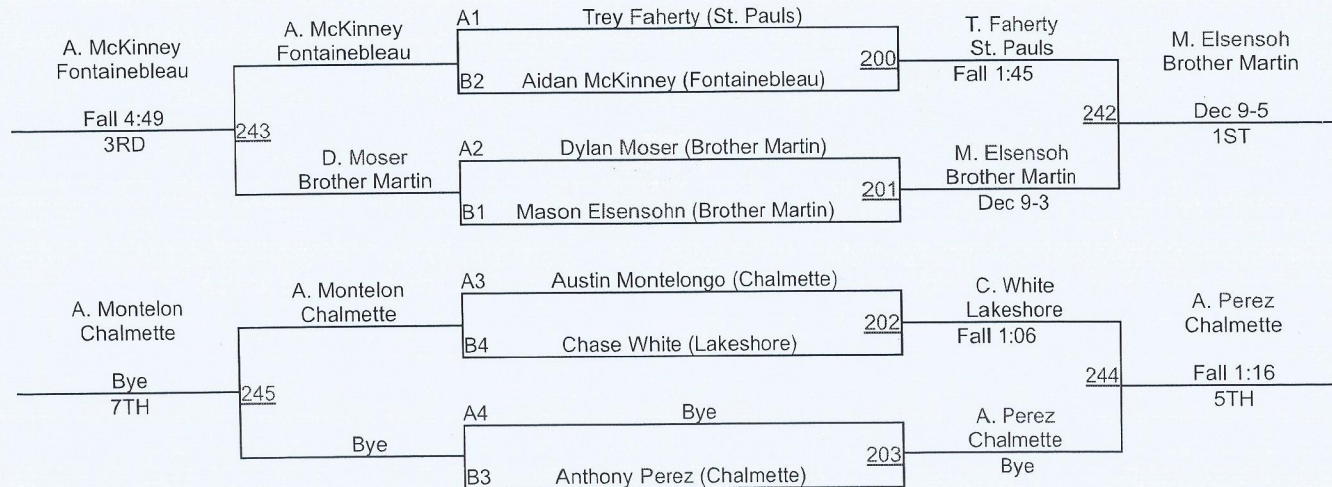 A. McKinney
Fontainebleau
Fall 4:49
3RD
243
A. McKinney
Fontainebleau
D. Moser
Brother Martin
A1
Trey Faherty (St. Pauls)
200
B2
Aidan McKinney (Fontainebleau)
A2
Dylan Moser (Brother Martin)
201
B1
Mason Elsensohn (Brother Martin)
T. Faherty
St. Pauls
Fall 1:45
M. Elsensoh
Brother Martin
Dec 9-3
242
M. Elsensoh
Brother Martin
Dec 9-5
1ST
A. Montelon
Chalmette
Bye
7TH
245
A. Montelon
Chalmette
Bye
A3
Austin Montelongo (Chalmette)
202
B4
Chase White (Lakeshore)
A4
Bye
203
B3
Anthony Perez (Chalmette)
C. White
Lakeshore
Fall 1:06
A. Perez
Chalmette
Bye
244
A. Perez
Chalmette
Fall 1:16
5TH